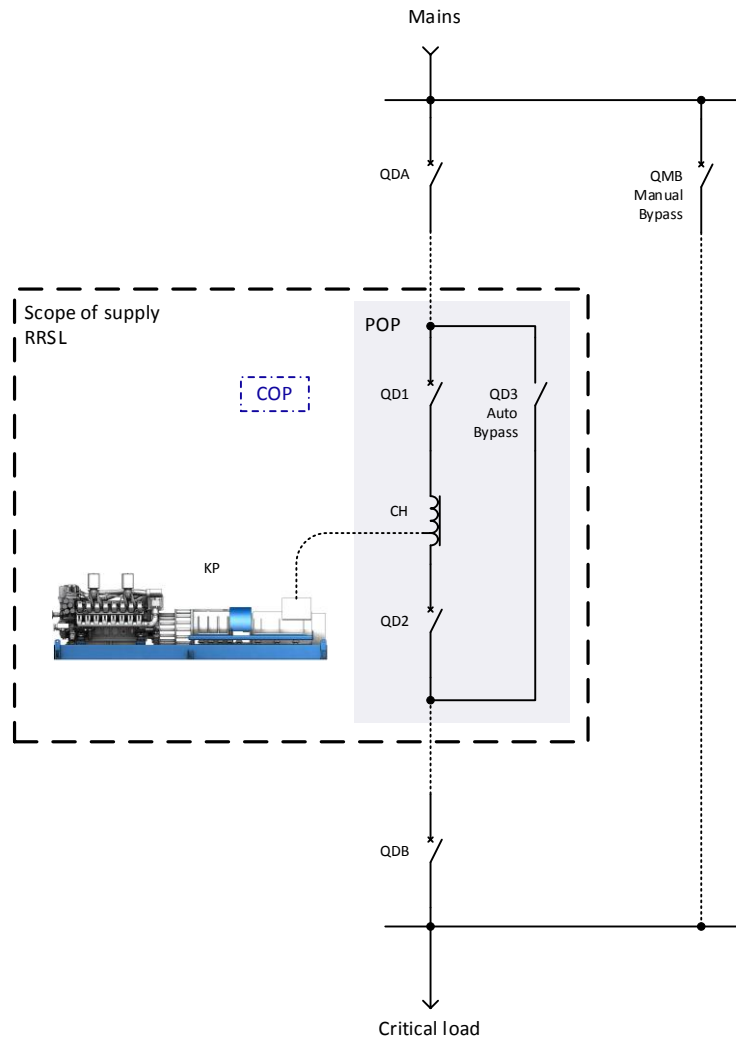 Mains
QDA
QMB
Manual
Bypass
Scope of supply
RRSL
POP
COP
QD1
QD3
Auto
Bypass
CH
KP
QD2
QDB
Critical load